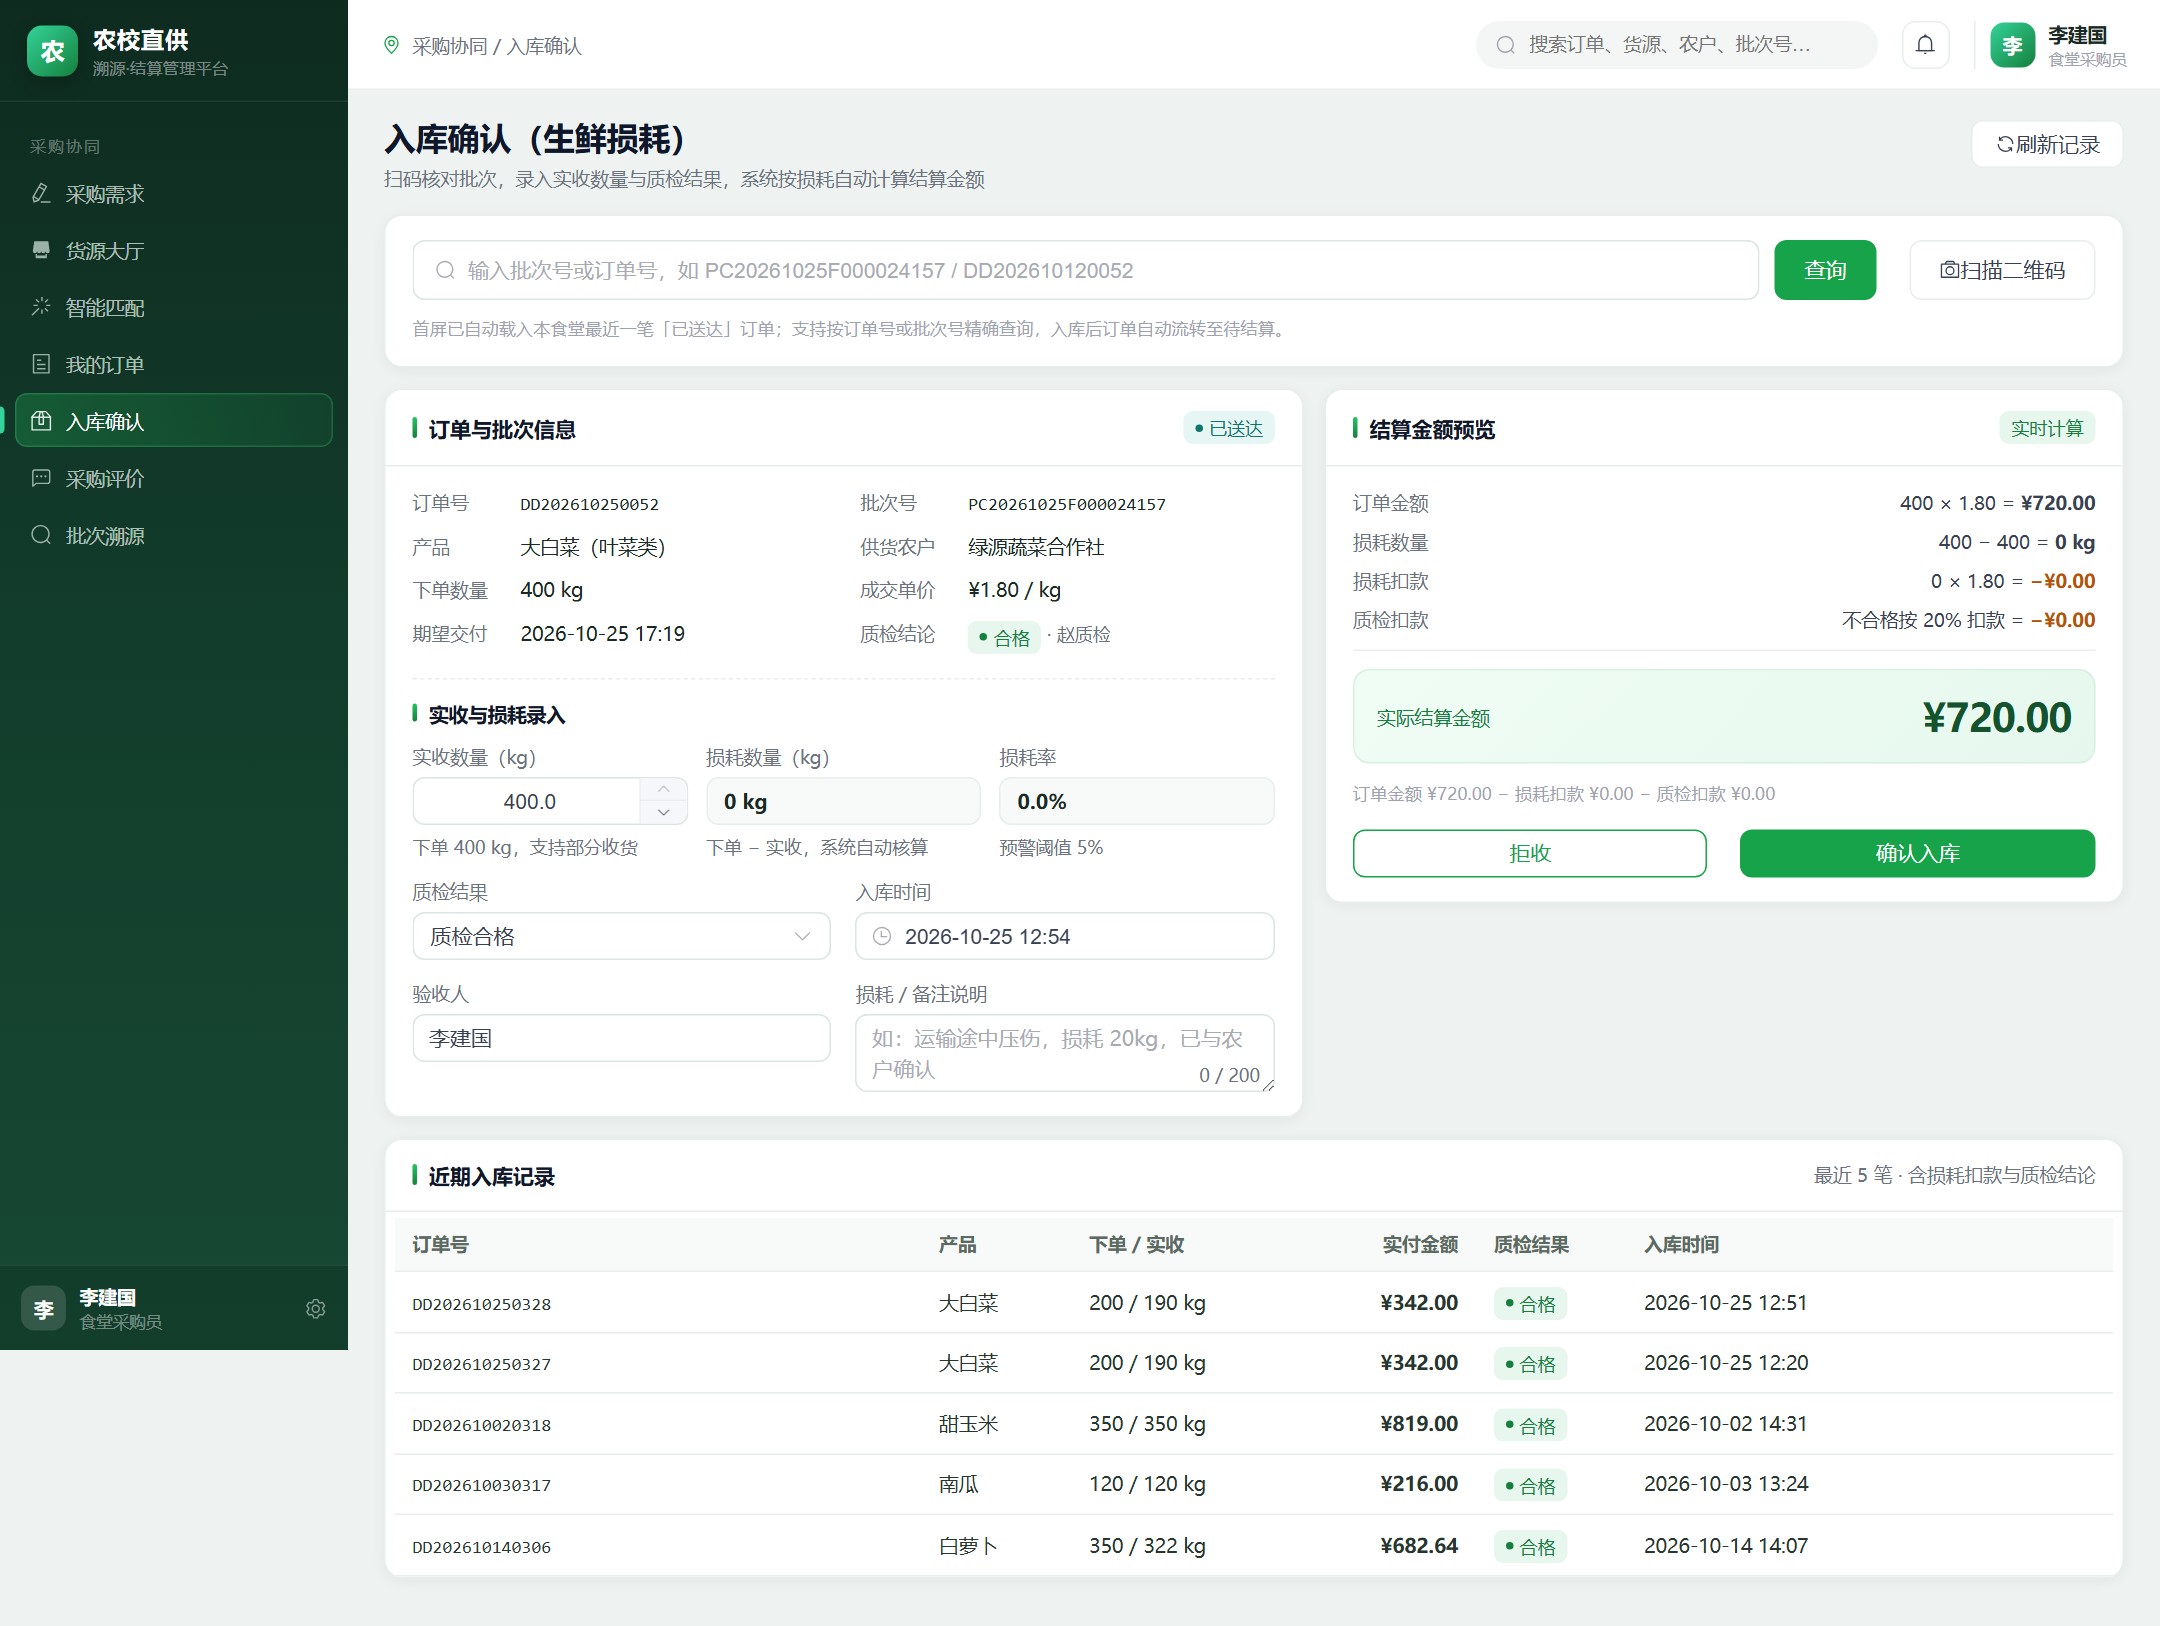 农
农校直供
溯源·结算管理平台
采购协同
采购需求
货源大厅
智能匹配
我的订单
入库确认
采购评价
批次溯源
李
李建国
食堂采购员
采购协同 / 入库确认
搜索订单、货源、农户、批次号...
李
李建国
食堂采购员
入库确认（生鲜损耗）
扫码核对批次，录入实收数量与质检结果，系统按损耗自动计算结算金额
刷新记录
输入批次号或订单号，如 PC20261025F000024157 / DD202610120052
查询
扫描二维码
首屏已自动载入本食堂最近一笔「已送达」订单；支持按订单号或批次号精确查询，入库后订单自动流转至待结算。
订单与批次信息
已送达
订单号 DD202610250052 批次号 PC20261025F000024157
产品 大白菜（叶菜类） 供货农户 绿源蔬菜合作社
下单数量 400 kg 成交单价 ¥1.80 / kg
期望交付 2026-10-25 17:19 质检结论 合格 · 赵质检
实收与损耗录入
实收数量（kg） 损耗数量（kg） 损耗率
400.0 0 kg 0.0%
下单 400 kg，支持部分收货 下单 − 实收，系统自动核算 预警阈值 5%
质检结果 入库时间
质检合格 2026-10-25 12:54
验收人 损耗 / 备注说明
李建国 如：运输途中压伤，损耗 20kg，已与农
户确认
0 / 200
结算金额预览
实时计算
订单金额 400 × 1.80 = ¥720.00
损耗数量 400 − 400 = 0 kg
损耗扣款 0 × 1.80 = −¥0.00
质检扣款 不合格按 20% 扣款 = −¥0.00
实际结算金额 ¥720.00
订单金额 ¥720.00 − 损耗扣款 ¥0.00 − 质检扣款 ¥0.00
拒收 确认入库
近期入库记录
最近 5 笔 · 含损耗扣款与质检结论
订单号 产品 下单 / 实收 实付金额 质检结果 入库时间
DD202610250328 大白菜 200 / 190 kg ¥342.00 合格 2026-10-25 12:51
DD202610250327 大白菜 200 / 190 kg ¥342.00 合格 2026-10-25 12:20
DD202610020318 甜玉米 350 / 350 kg ¥819.00 合格 2026-10-02 14:31
DD202610030317 南瓜 120 / 120 kg ¥216.00 合格 2026-10-03 13:24
DD202610140306 白萝卜 350 / 322 kg ¥682.64 合格 2026-10-14 14:07